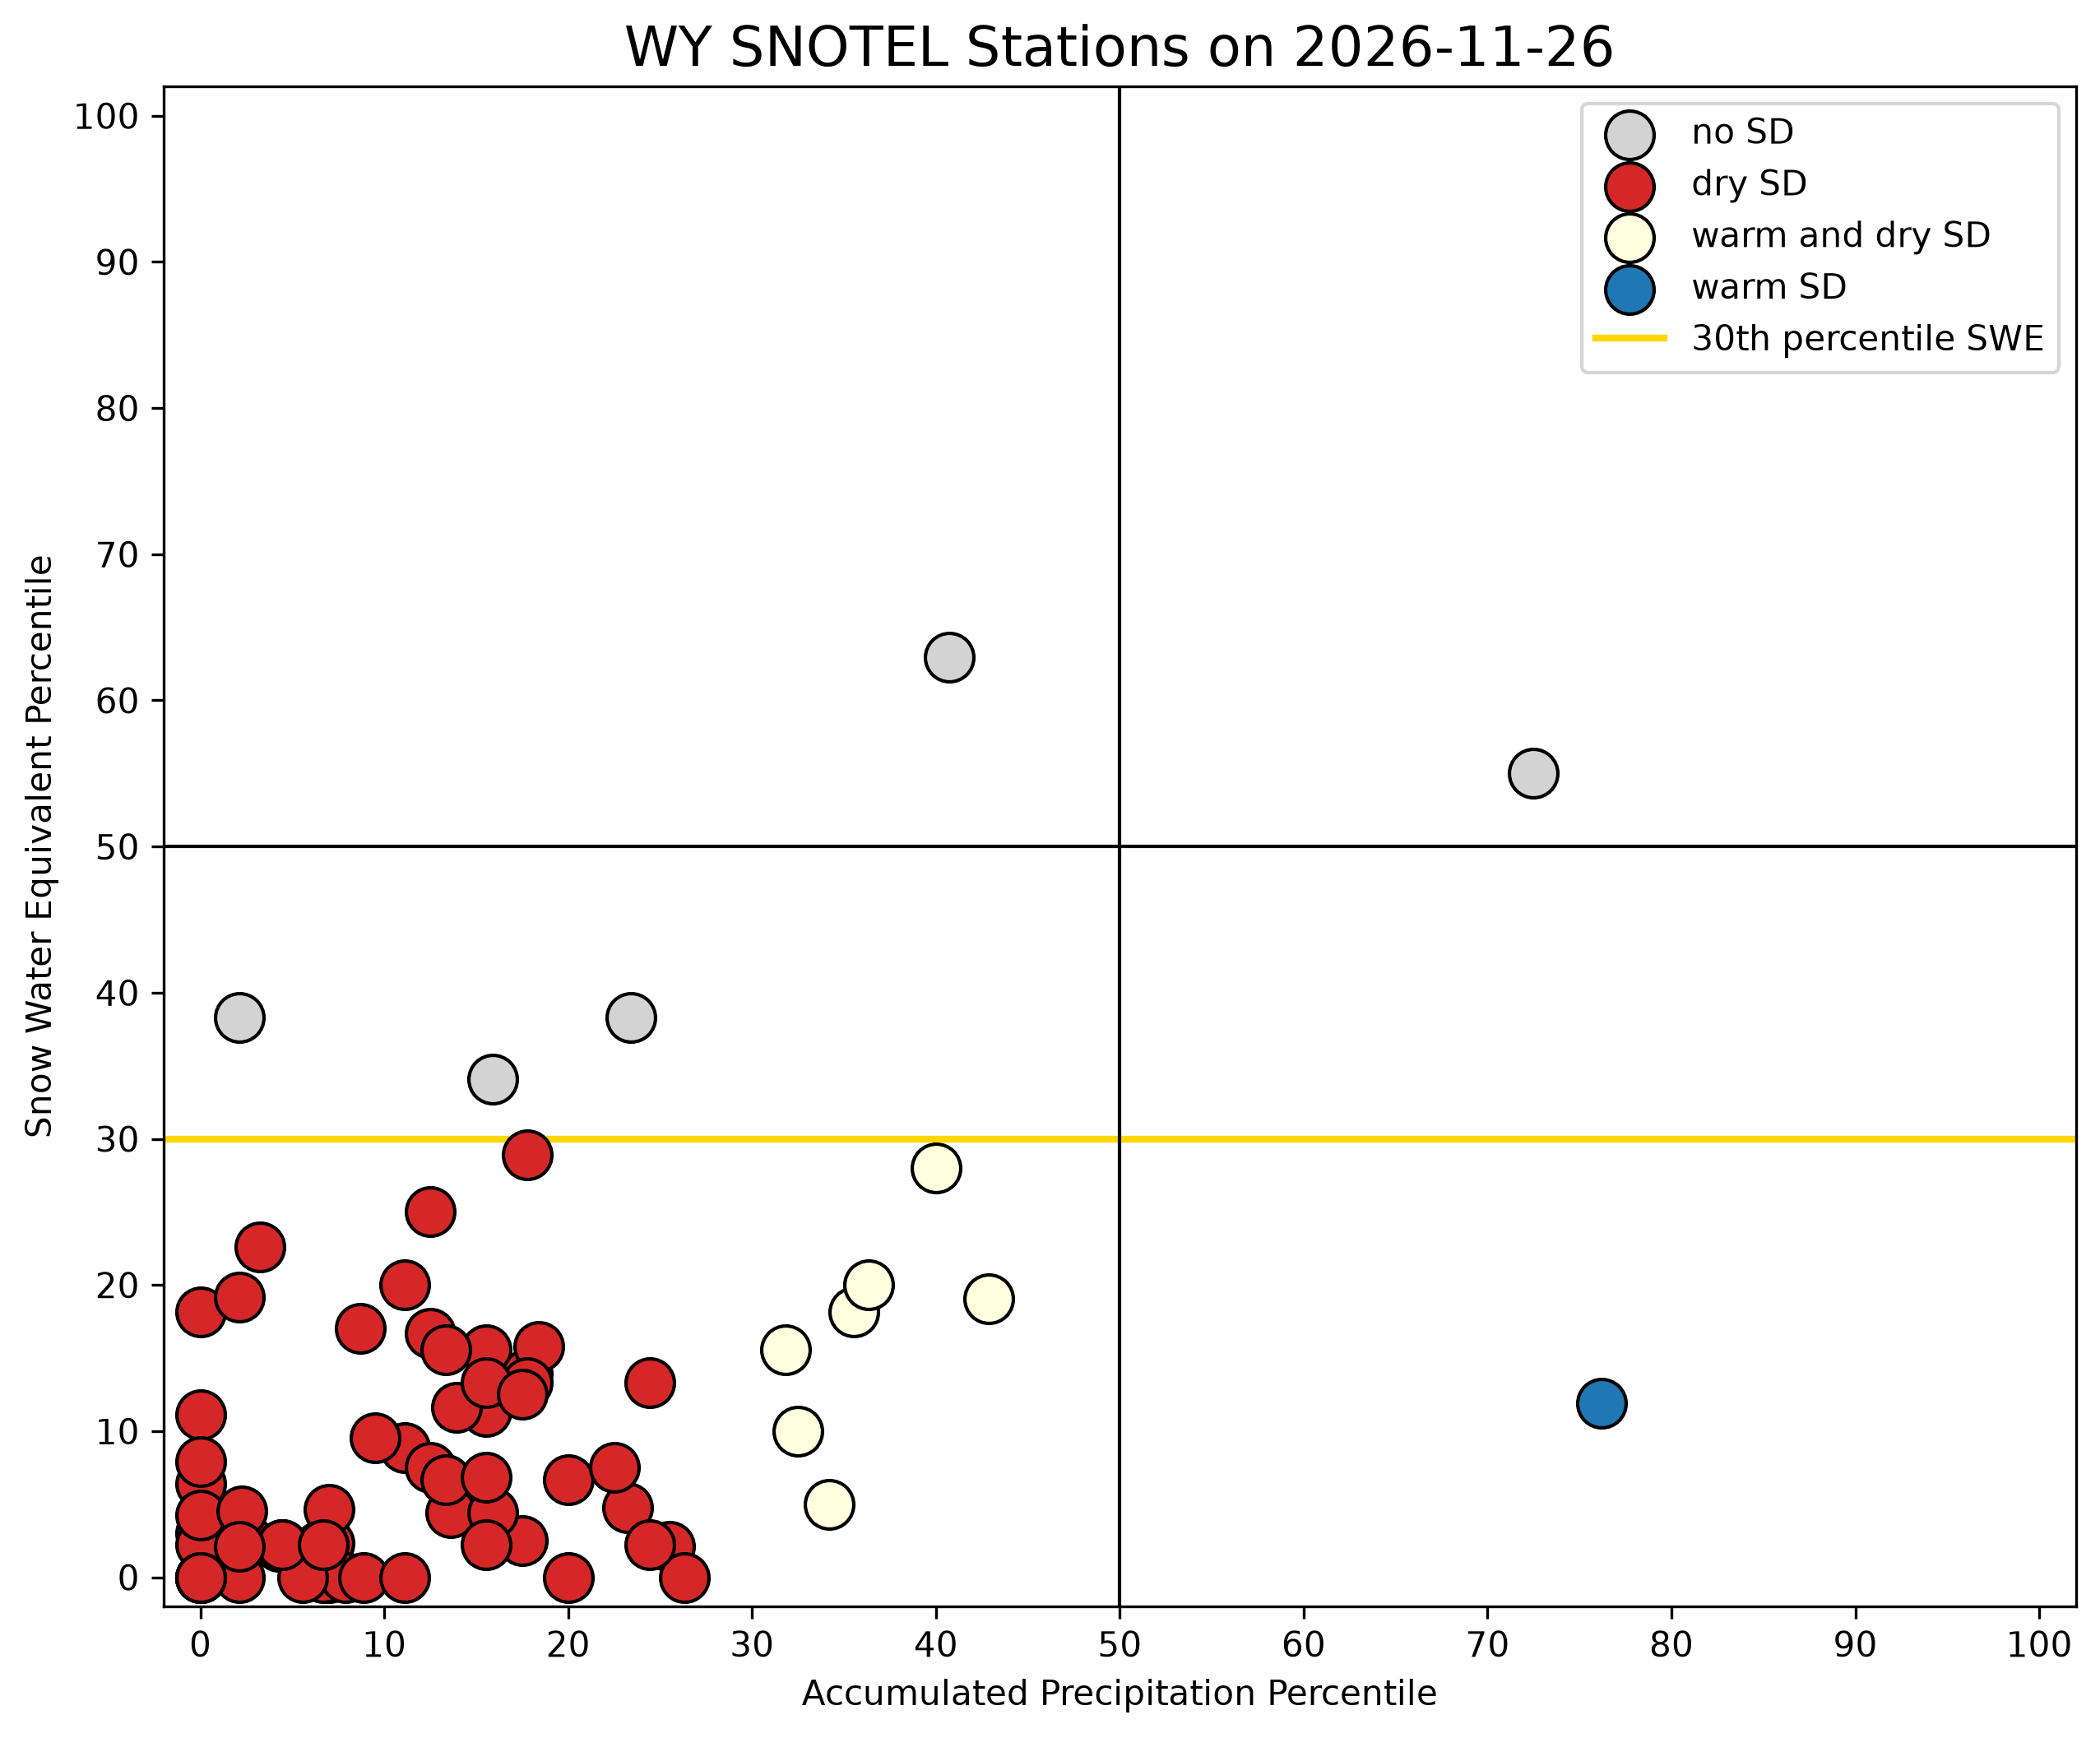 WY SNOTEL Stations on 2026-11-26
no SD
dry SD
warm and dry SD
warm SD
30th percentile SWE
Snow Water Equivalent Percentile
100
90
80
70
60
50
40
30
20
10
0
0 10 20 30 40 50 60 70 80 90 100
Accumulated Precipitation Percentile